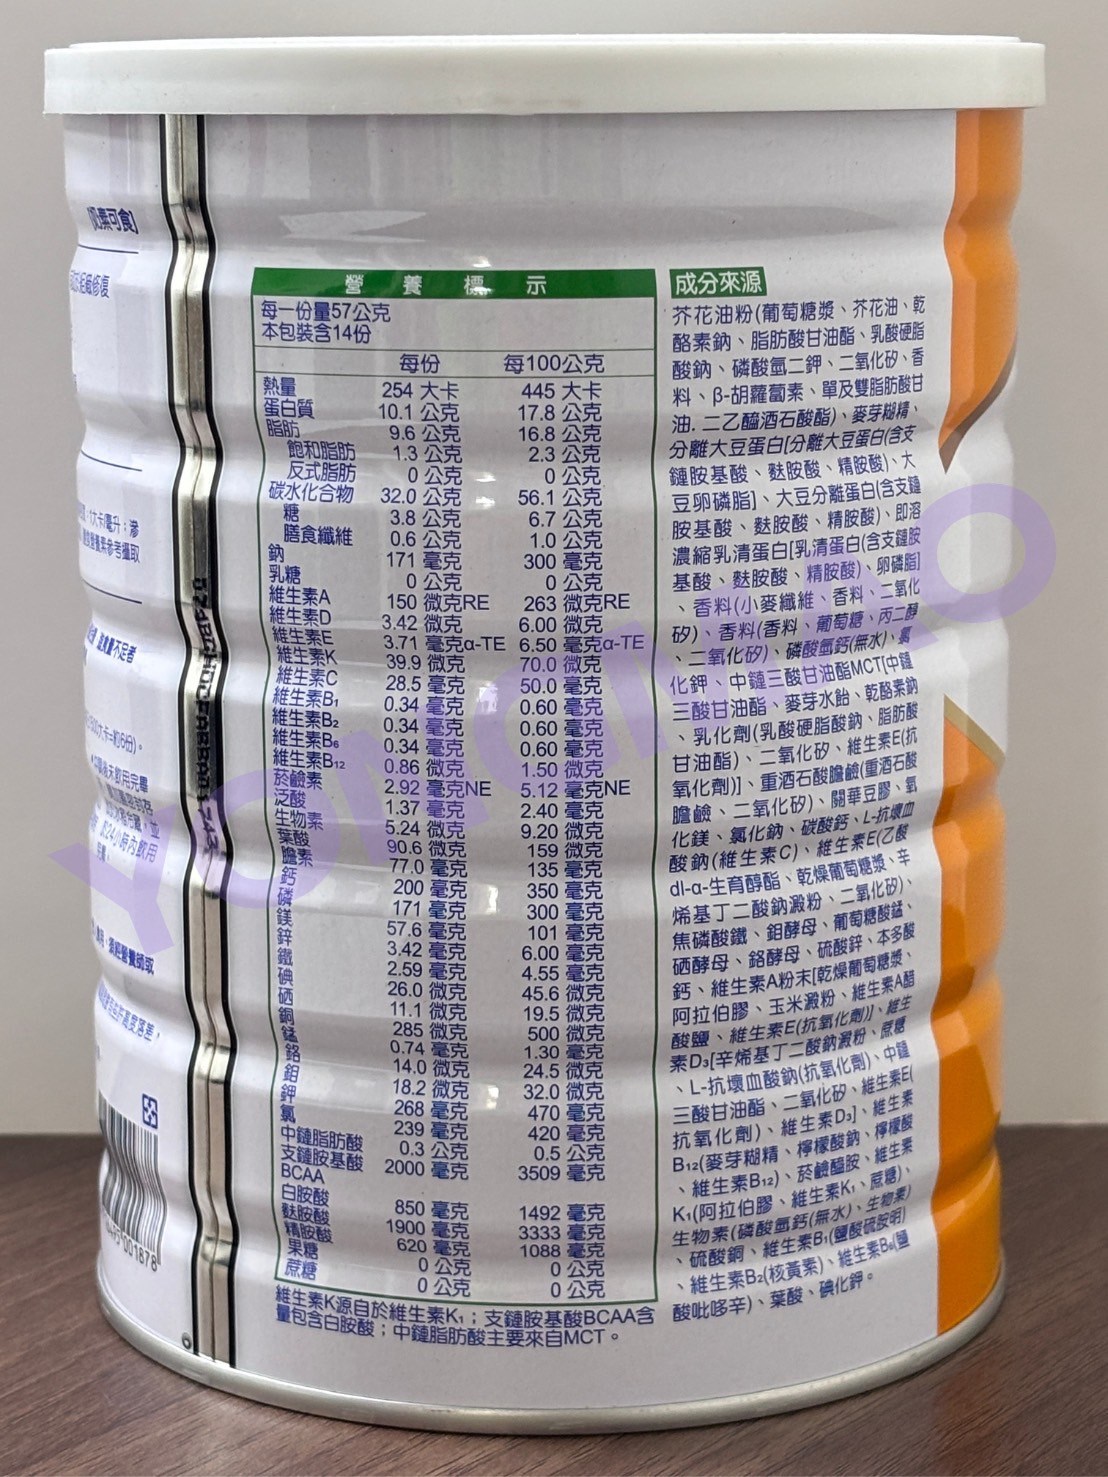 [奶素可食]
組織修復
1大卡/毫升；滲
參考攝取
不足者
後未飲用完畢
24小時內飲用
營養師或
YONGMAO
營養標示
每一份量57公克
本包裝含14份
每份 每100公克
熱量 254 大卡 445 大卡
蛋白質 10.1 公克 17.8 公克
脂肪 9.6 公克 16.8 公克
飽和脂肪 1.3 公克 2.3 公克
反式脂肪 0 公克 0 公克
碳水化合物 32.0 公克 56.1 公克
糖 3.8 公克 6.7 公克
膳食纖維 0.6 公克 1.0 公克
鈉 171 毫克 300 毫克
乳糖 0 公克 0 公克
維生素A 150 微克RE 263 微克RE
維生素D 3.42 微克 6.00 微克
維生素E 3.71 毫克α-TE 6.50 毫克α-TE
維生素K 39.9 微克 70.0 微克
維生素C 28.5 毫克 50.0 毫克
維生素B₁ 0.34 毫克 0.60 毫克
維生素B₂ 0.34 毫克 0.60 毫克
維生素B₆ 0.34 毫克 0.60 毫克
維生素B₁₂ 0.86 微克 1.50 微克
菸鹼素 2.92 毫克NE 5.12 毫克NE
泛酸 1.37 毫克 2.40 毫克
生物素 5.24 微克 9.20 微克
葉酸 90.6 微克 159 微克
膽素 77.0 毫克 135 毫克
鈣 200 毫克 350 毫克
磷 171 毫克 300 毫克
鎂 57.6 毫克 101 毫克
鋅 3.42 毫克 6.00 毫克
鐵 2.59 毫克 4.55 毫克
碘 26.0 微克 45.6 微克
硒 11.1 微克 19.5 微克
銅 285 微克 500 微克
錳 0.74 毫克 1.30 毫克
鉻 14.0 微克 24.5 微克
鉬 18.2 微克 32.0 微克
鉀 268 毫克 470 毫克
氯 239 毫克 420 毫克
中鏈脂肪酸 0.3 公克 0.5 公克
支鏈胺基酸 2000 毫克 3509 毫克
BCAA
白胺酸 850 毫克 1492 毫克
麩胺酸 1900 毫克 3333 毫克
精胺酸 620 毫克 1088 毫克
果糖 0 公克 0 公克
蔗糖 0 公克 0 公克
維生素K源自於維生素K₁；支鏈胺基酸BCAA含
量包含白胺酸；中鏈脂肪酸主要來自MCT。
成分來源
芥花油粉(葡萄糖漿、芥花油、乾
酪素鈉、脂肪酸甘油酯、乳酸硬脂
酸鈉、磷酸氫二鉀、二氧化矽、香
料、β-胡蘿蔔素、單及雙脂肪酸甘
油.二乙醯酒石酸酯)、麥芽糊精、
分離大豆蛋白[分離大豆蛋白(含支
鏈胺基酸、麩胺酸、精胺酸)、大
豆卵磷脂]、大豆分離蛋白(含支鏈
胺基酸、麩胺酸、精胺酸)、即溶
濃縮乳清蛋白[乳清蛋白(含支鏈胺
基酸、麩胺酸、精胺酸)、卵磷脂]
、香料(小麥纖維、香料、二氧化
矽)、香料(香料、葡萄糖、丙二醇
、二氧化矽)、磷酸氫鈣(無水)、氯
化鉀、中鏈三酸甘油酯MCT[中鏈
三酸甘油酯、麥芽水飴、乾酪素鈉
、乳化劑(乳酸硬脂酸鈉、脂肪酸
甘油酯)、二氧化矽、維生素E(抗
氧化劑)]、重酒石酸膽鹼(重酒石酸
膽鹼、二氧化矽)、關華豆膠、氧
化鎂、氯化鈉、碳酸鈣、L-抗壞血
酸鈉(維生素C)、維生素E(乙酸
dl-α-生育醇酯、乾燥葡萄糖漿、辛
烯基丁二酸鈉澱粉、二氧化矽)、
焦磷酸鐵、鉬酵母、葡萄糖酸錳、
硒酵母、鉻酵母、硫酸鋅、本多酸
鈣、維生素A粉末[乾燥葡萄糖漿、
阿拉伯膠、玉米澱粉、維生素A醋
酸鹽、維生素E(抗氧化劑)]、維生
素D₃[辛烯基丁二酸鈉澱粉、蔗糖
、L-抗壞血酸鈉(抗氧化劑)、中鏈
三酸甘油酯、二氧化矽、維生素E(
抗氧化劑)、維生素D₃]、維生素
B₁₂(麥芽糊精、檸檬酸鈉、檸檬酸
、維生素B₁₂)、菸鹼醯胺、維生素
K₁(阿拉伯膠、維生素K₁、蔗糖)、
生物素(磷酸氫鈣(無水)、生物素)
、硫酸銅、維生素B₁(鹽酸硫胺明)
、維生素B₂(核黃素)、維生素B₆(鹽
酸吡哆辛)、葉酸、碘化鉀。